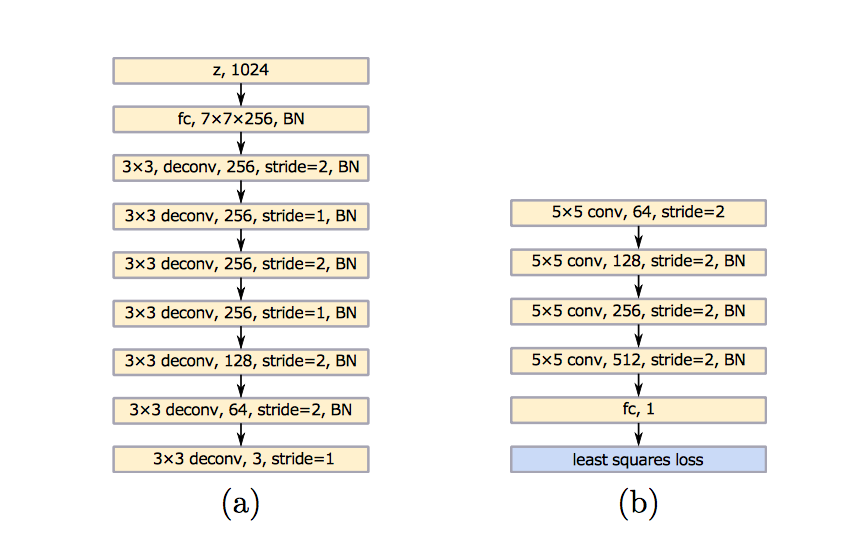 z, 1024
fc, 7×7×256, BN
3×3, deconv, 256, stride=2, BN
3×3 deconv, 256, stride=1, BN
3×3 deconv, 256, stride=2, BN
3×3 deconv, 256, stride=1, BN
3×3 deconv, 128, stride=2, BN
3×3 deconv, 64, stride=2, BN
3×3 deconv, 3, stride=1
(a)
5×5 conv, 64, stride=2
5×5 conv, 128, stride=2, BN
5×5 conv, 256, stride=2, BN
5×5 conv, 512, stride=2, BN
fc, 1
least squares loss
(b)